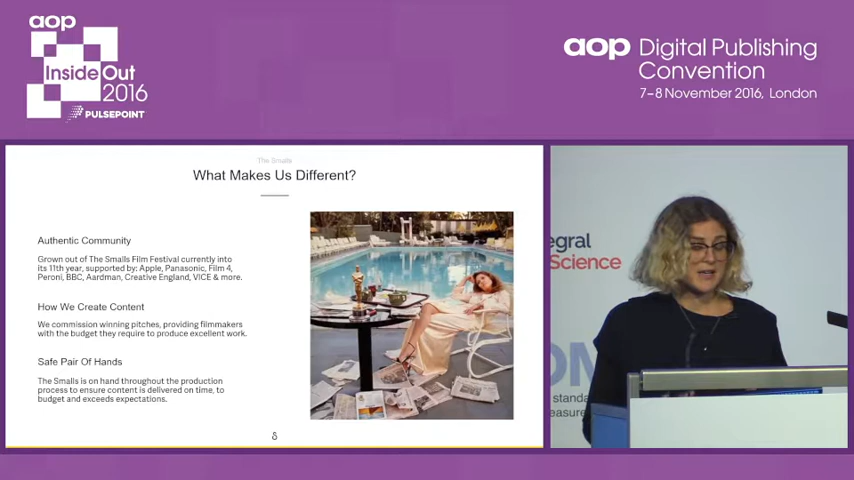 aop
InsideOut
2016
PULSEPOINT
aop Digital Publishing
Convention
7–8 November 2016, London
The Smalls
What Makes Us Different?
Authentic Community
Grown out of The Smalls Film Festival currently into
its 11th year, supported by: Apple, Panasonic, Film 4,
Peroni, BBC, Aardman, Creative England, VICE & more.
How We Create Content
We commission winning pitches, providing filmmakers
with the budget they require to produce excellent work.
Safe Pair Of Hands
The Smalls is on hand throughout the production
process to ensure content is delivered on time, to
budget and exceeds expectations.
egral
Science
OM
standa
easure